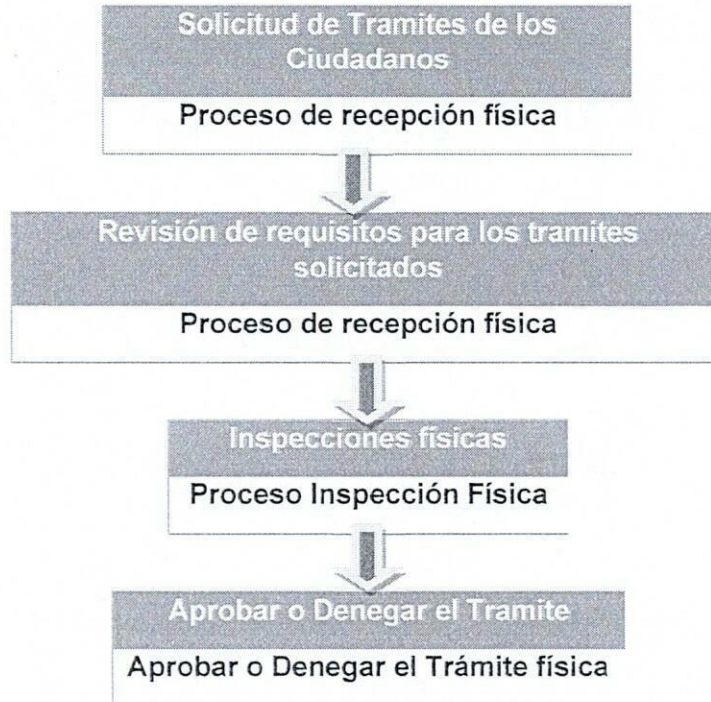 Solicitud de Tramites de los
Ciudadanos
Proceso de recepción física
Revisión de requisitos para los tramites
solicitados
Proceso de recepción física
Inspecciones físicas
Proceso Inspección Física
Aprobar o Denegar el Tramite
Aprobar o Denegar el Trámite física